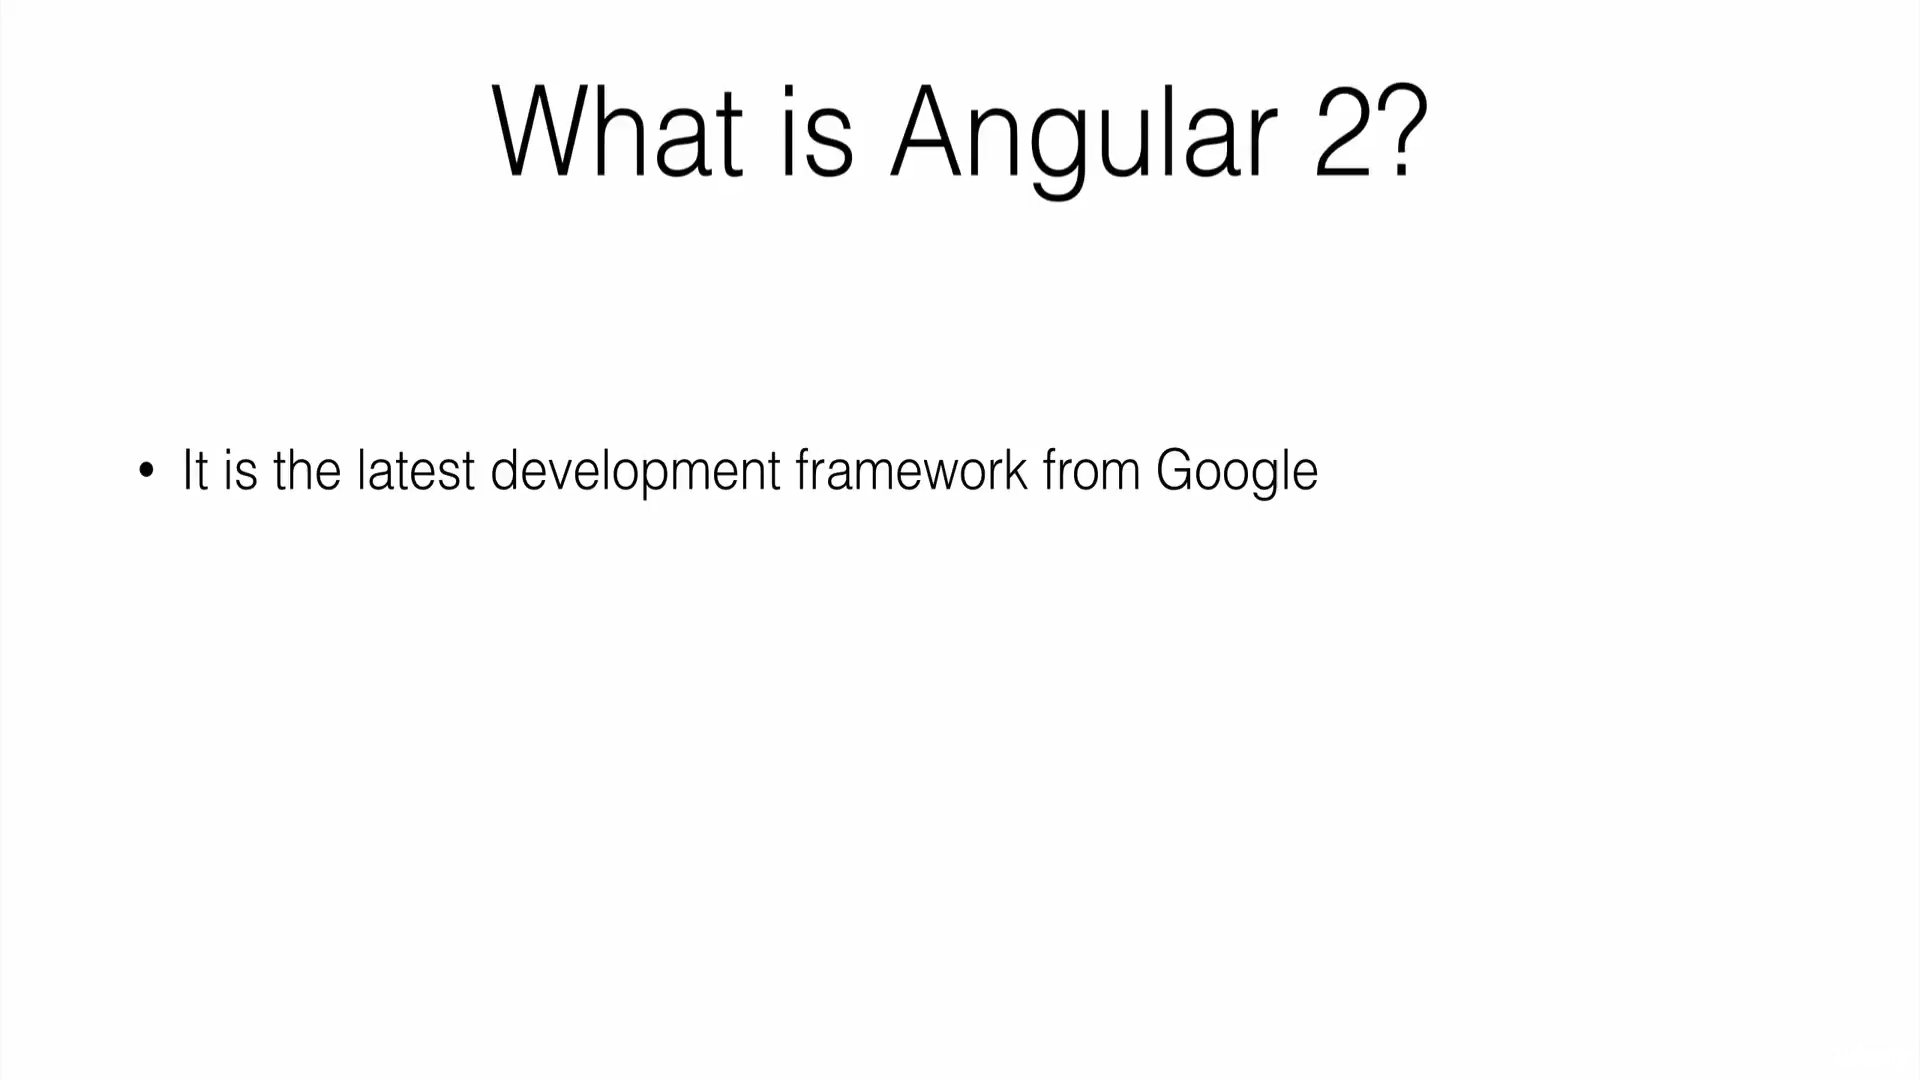 What is Angular 2?
• It is the latest development framework from Google